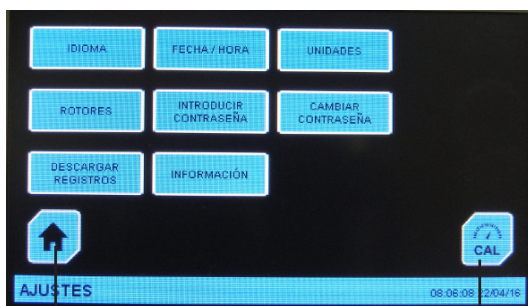 IDIOMA
FECHA / HORA
UNIDADES
ROTORES
INTRODUCIR
CONTRASEÑA
CAMBIAR
CONTRASEÑA
DESCARGAR
REGISTROS
INFORMACIÓN
CAL
AJUSTES
08:06:08 22/04/16